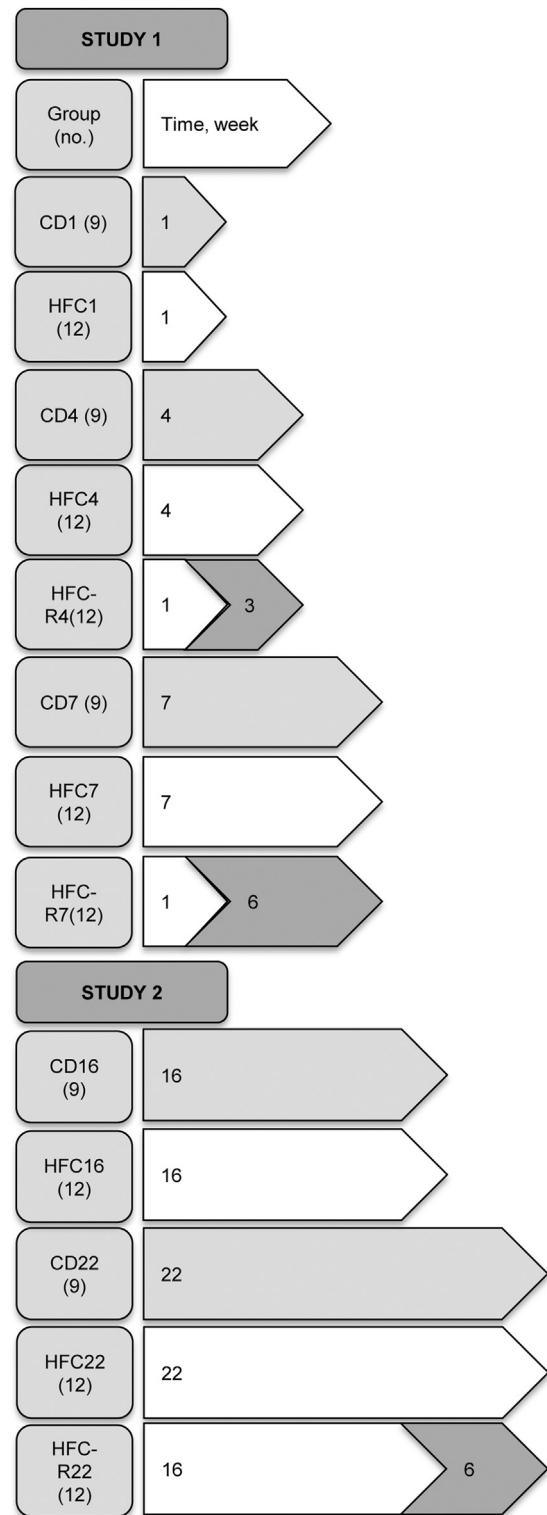 STUDY 1
Group
(no.)
Time, week
CD1 (9)
1
HFC1
(12)
1
CD4 (9)
4
HFC4
(12)
4
HFC-
R4(12)
1
3
CD7 (9)
7
HFC7
(12)
7
HFC-
R7(12)
1
6
STUDY 2
CD16
(9)
16
HFC16
(12)
16
CD22
(9)
22
HFC22
(12)
22
HFC-
R22
(12)
16
6